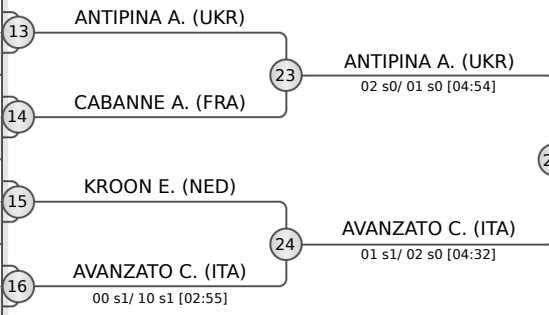 13
ANTIPINA A. (UKR)
23
ANTIPINA A. (UKR)
02 s0/ 01 s0 [04:54]
14
CABANNE A. (FRA)
15
KROON E. (NED)
24
AVANZATO C. (ITA)
01 s1/ 02 s0 [04:32]
16
AVANZATO C. (ITA)
00 s1/ 10 s1 [02:55]